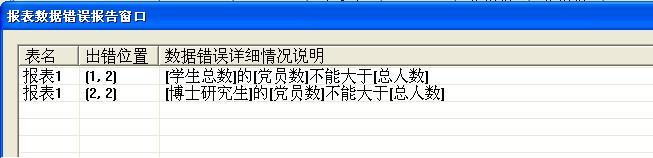 报表数据错误报告窗口
表名 出错位置 数据错误详细情况说明
报表1 (1, 2) [学生总数]的[党员数]不能大于[总人数]
报表1 (2, 2) [博士研究生]的[党员数]不能大于[总人数]